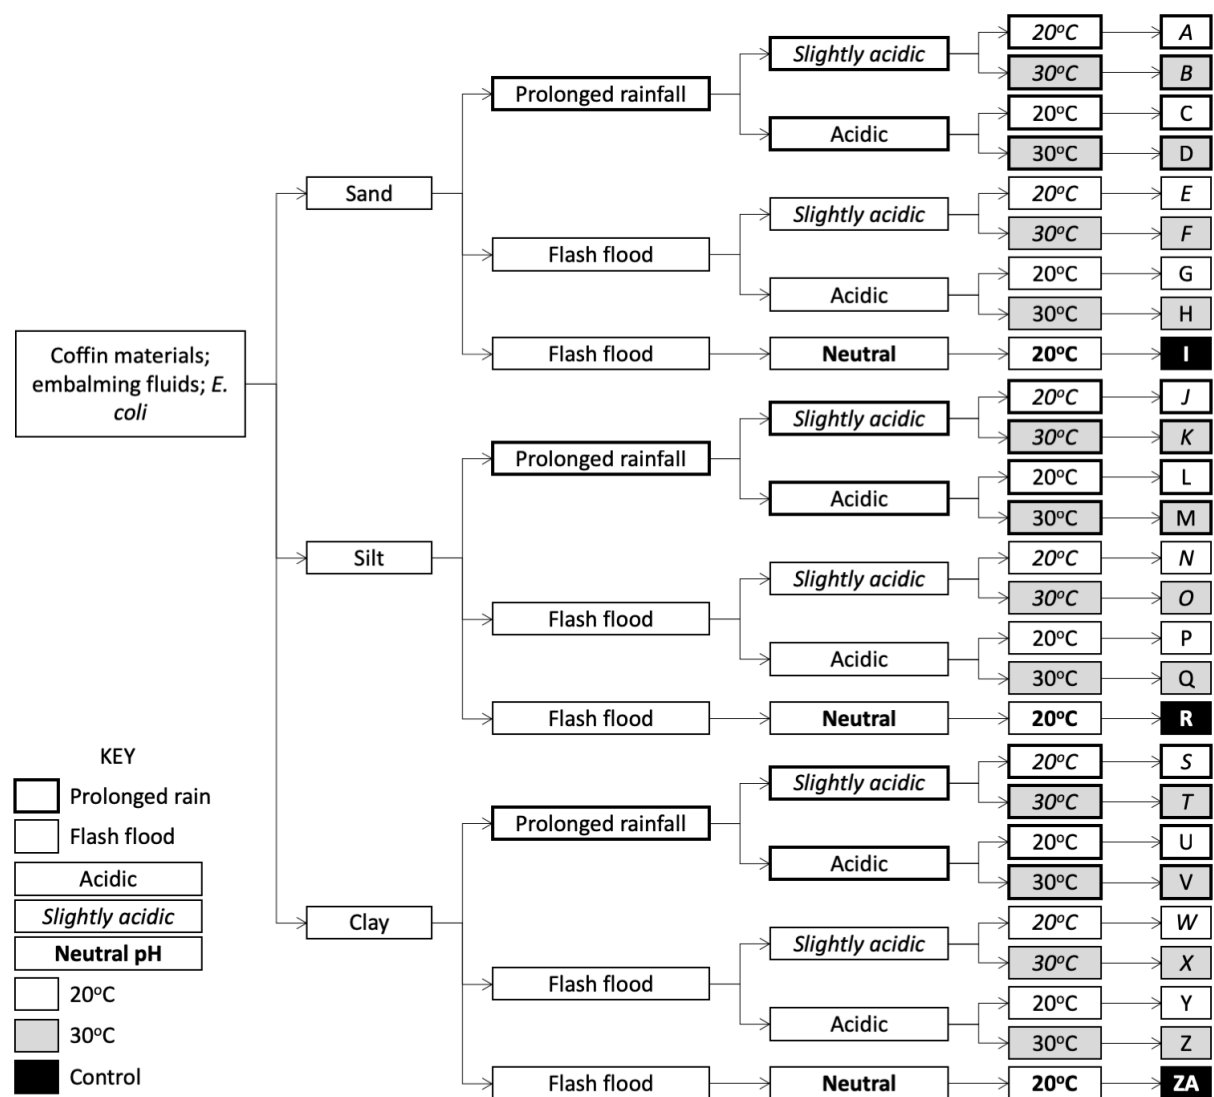 20°C
A
Slightly acidic
30°C
B
Prolonged rainfall
20°C
C
Acidic
30°C
D
Sand
20°C
E
Slightly acidic
30°C
F
Flash flood
20°C
G
Acidic
30°C
H
Flash flood
Neutral
20°C
I
Coffin materials;
embalming fluids; E.
coli
20°C
J
Slightly acidic
30°C
K
Prolonged rainfall
20°C
L
Acidic
30°C
M
Silt
20°C
N
Slightly acidic
30°C
O
Flash flood
20°C
P
Acidic
30°C
Q
Flash flood
Neutral
20°C
R
20°C
S
Slightly acidic
30°C
T
Prolonged rainfall
20°C
U
Acidic
30°C
V
Clay
20°C
W
Slightly acidic
30°C
X
Flash flood
20°C
Y
Acidic
30°C
Z
Flash flood
Neutral
20°C
ZA
KEY
Prolonged rain
Flash flood
Acidic
Slightly acidic
Neutral pH
20°C
30°C
Control